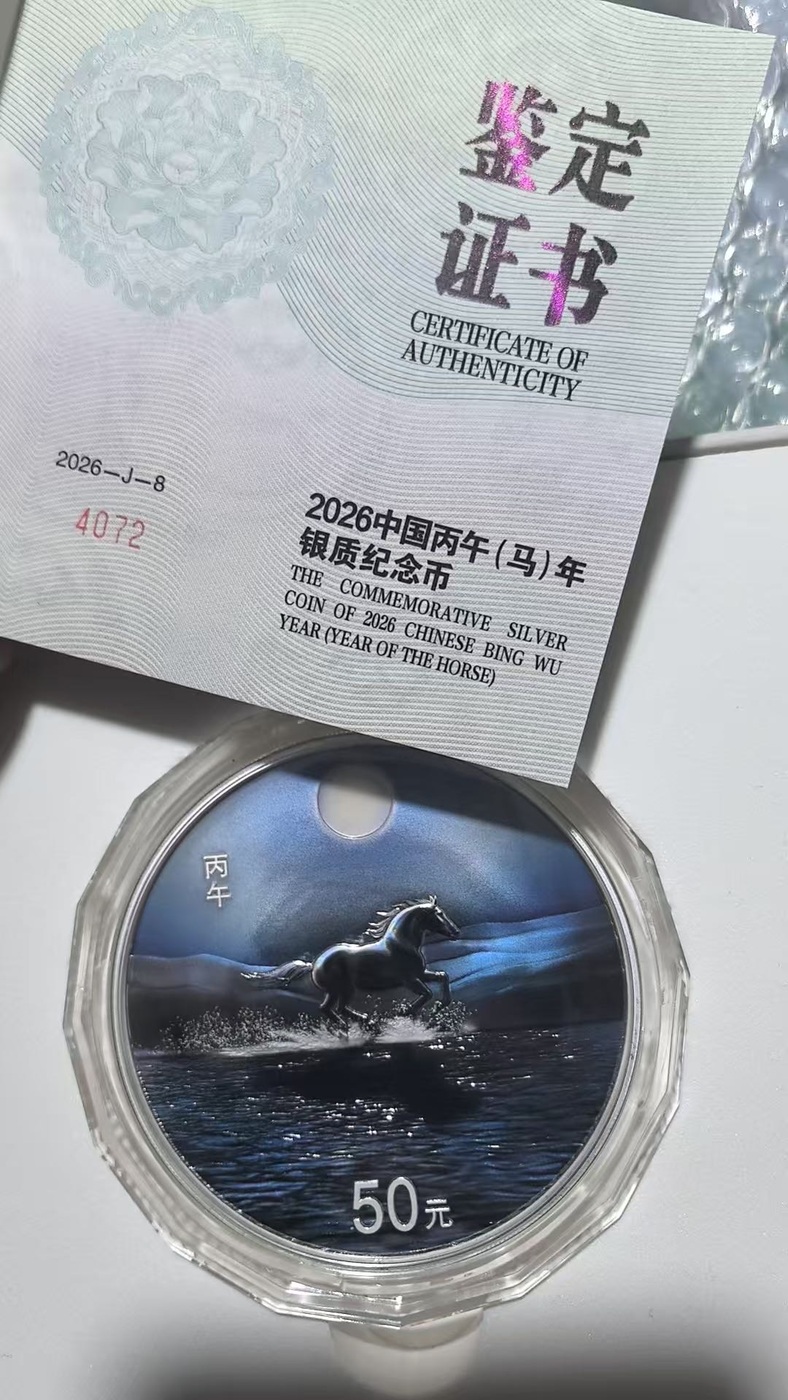 鉴定
证书
CERTIFICATE OF
AUTHENTICITY
2026—J—8
4072
2026中国丙午(马)年
银质纪念币
THE COMMEMORATIVE SILVER
COIN OF 2026 CHINESE BING WU
YEAR (YEAR OF THE HORSE)
丙午
50元